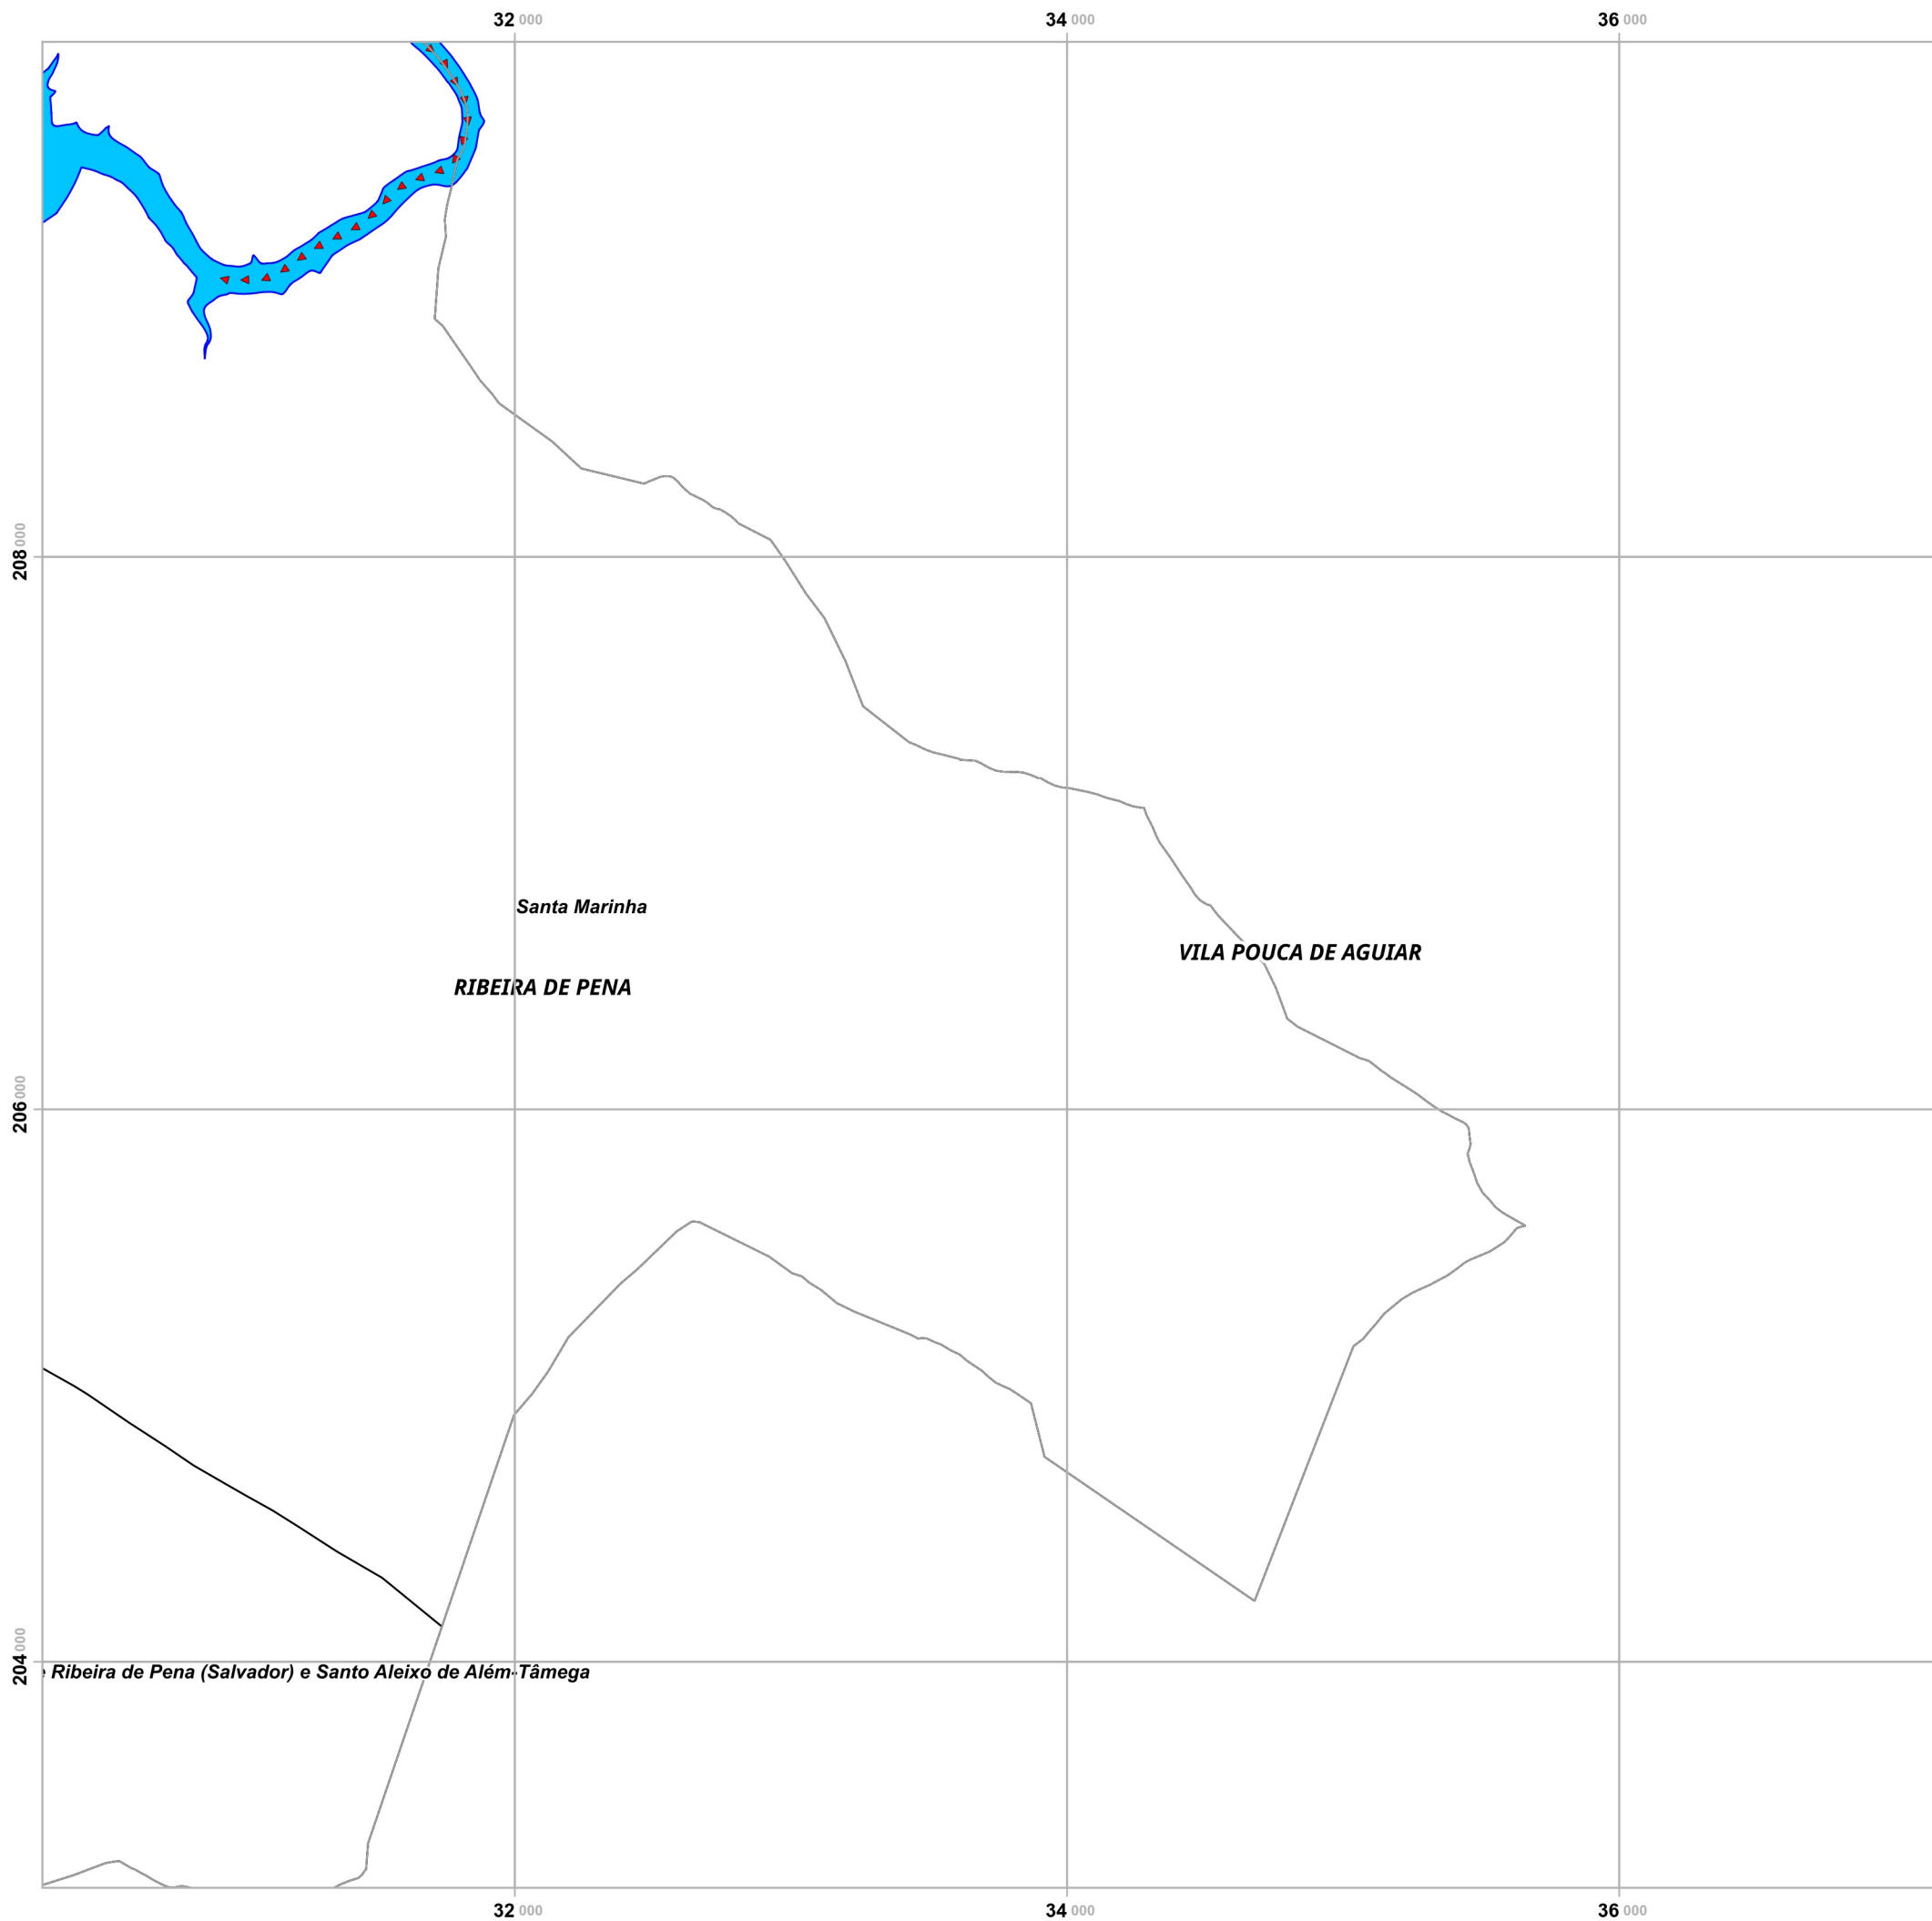 32 000
34 000
36 000
208 000
Santa Marinha
VILA POUCA DE AGUIAR
RIBEIRA DE PENA
206 000
204 000
Ribeira de Pena (Salvador) e Santo Aleixo de Além-Tâmega
32 000
34 000
36 000